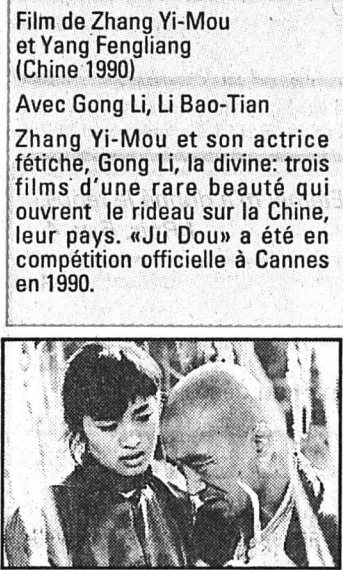 Film de Zhang Yi-Mou
et Yang Fengliang
(Chine 1990)
Avec Gong Li, Li Bao-Tian
Zhang Yi-Mou et son actrice
fétiche, Gong Li, la divine: trois
films d'une rare beauté qui
ouvrent le rideau sur la Chine,
leur pays. «Ju Dou» a été en
compétition officielle à Cannes
en 1990.